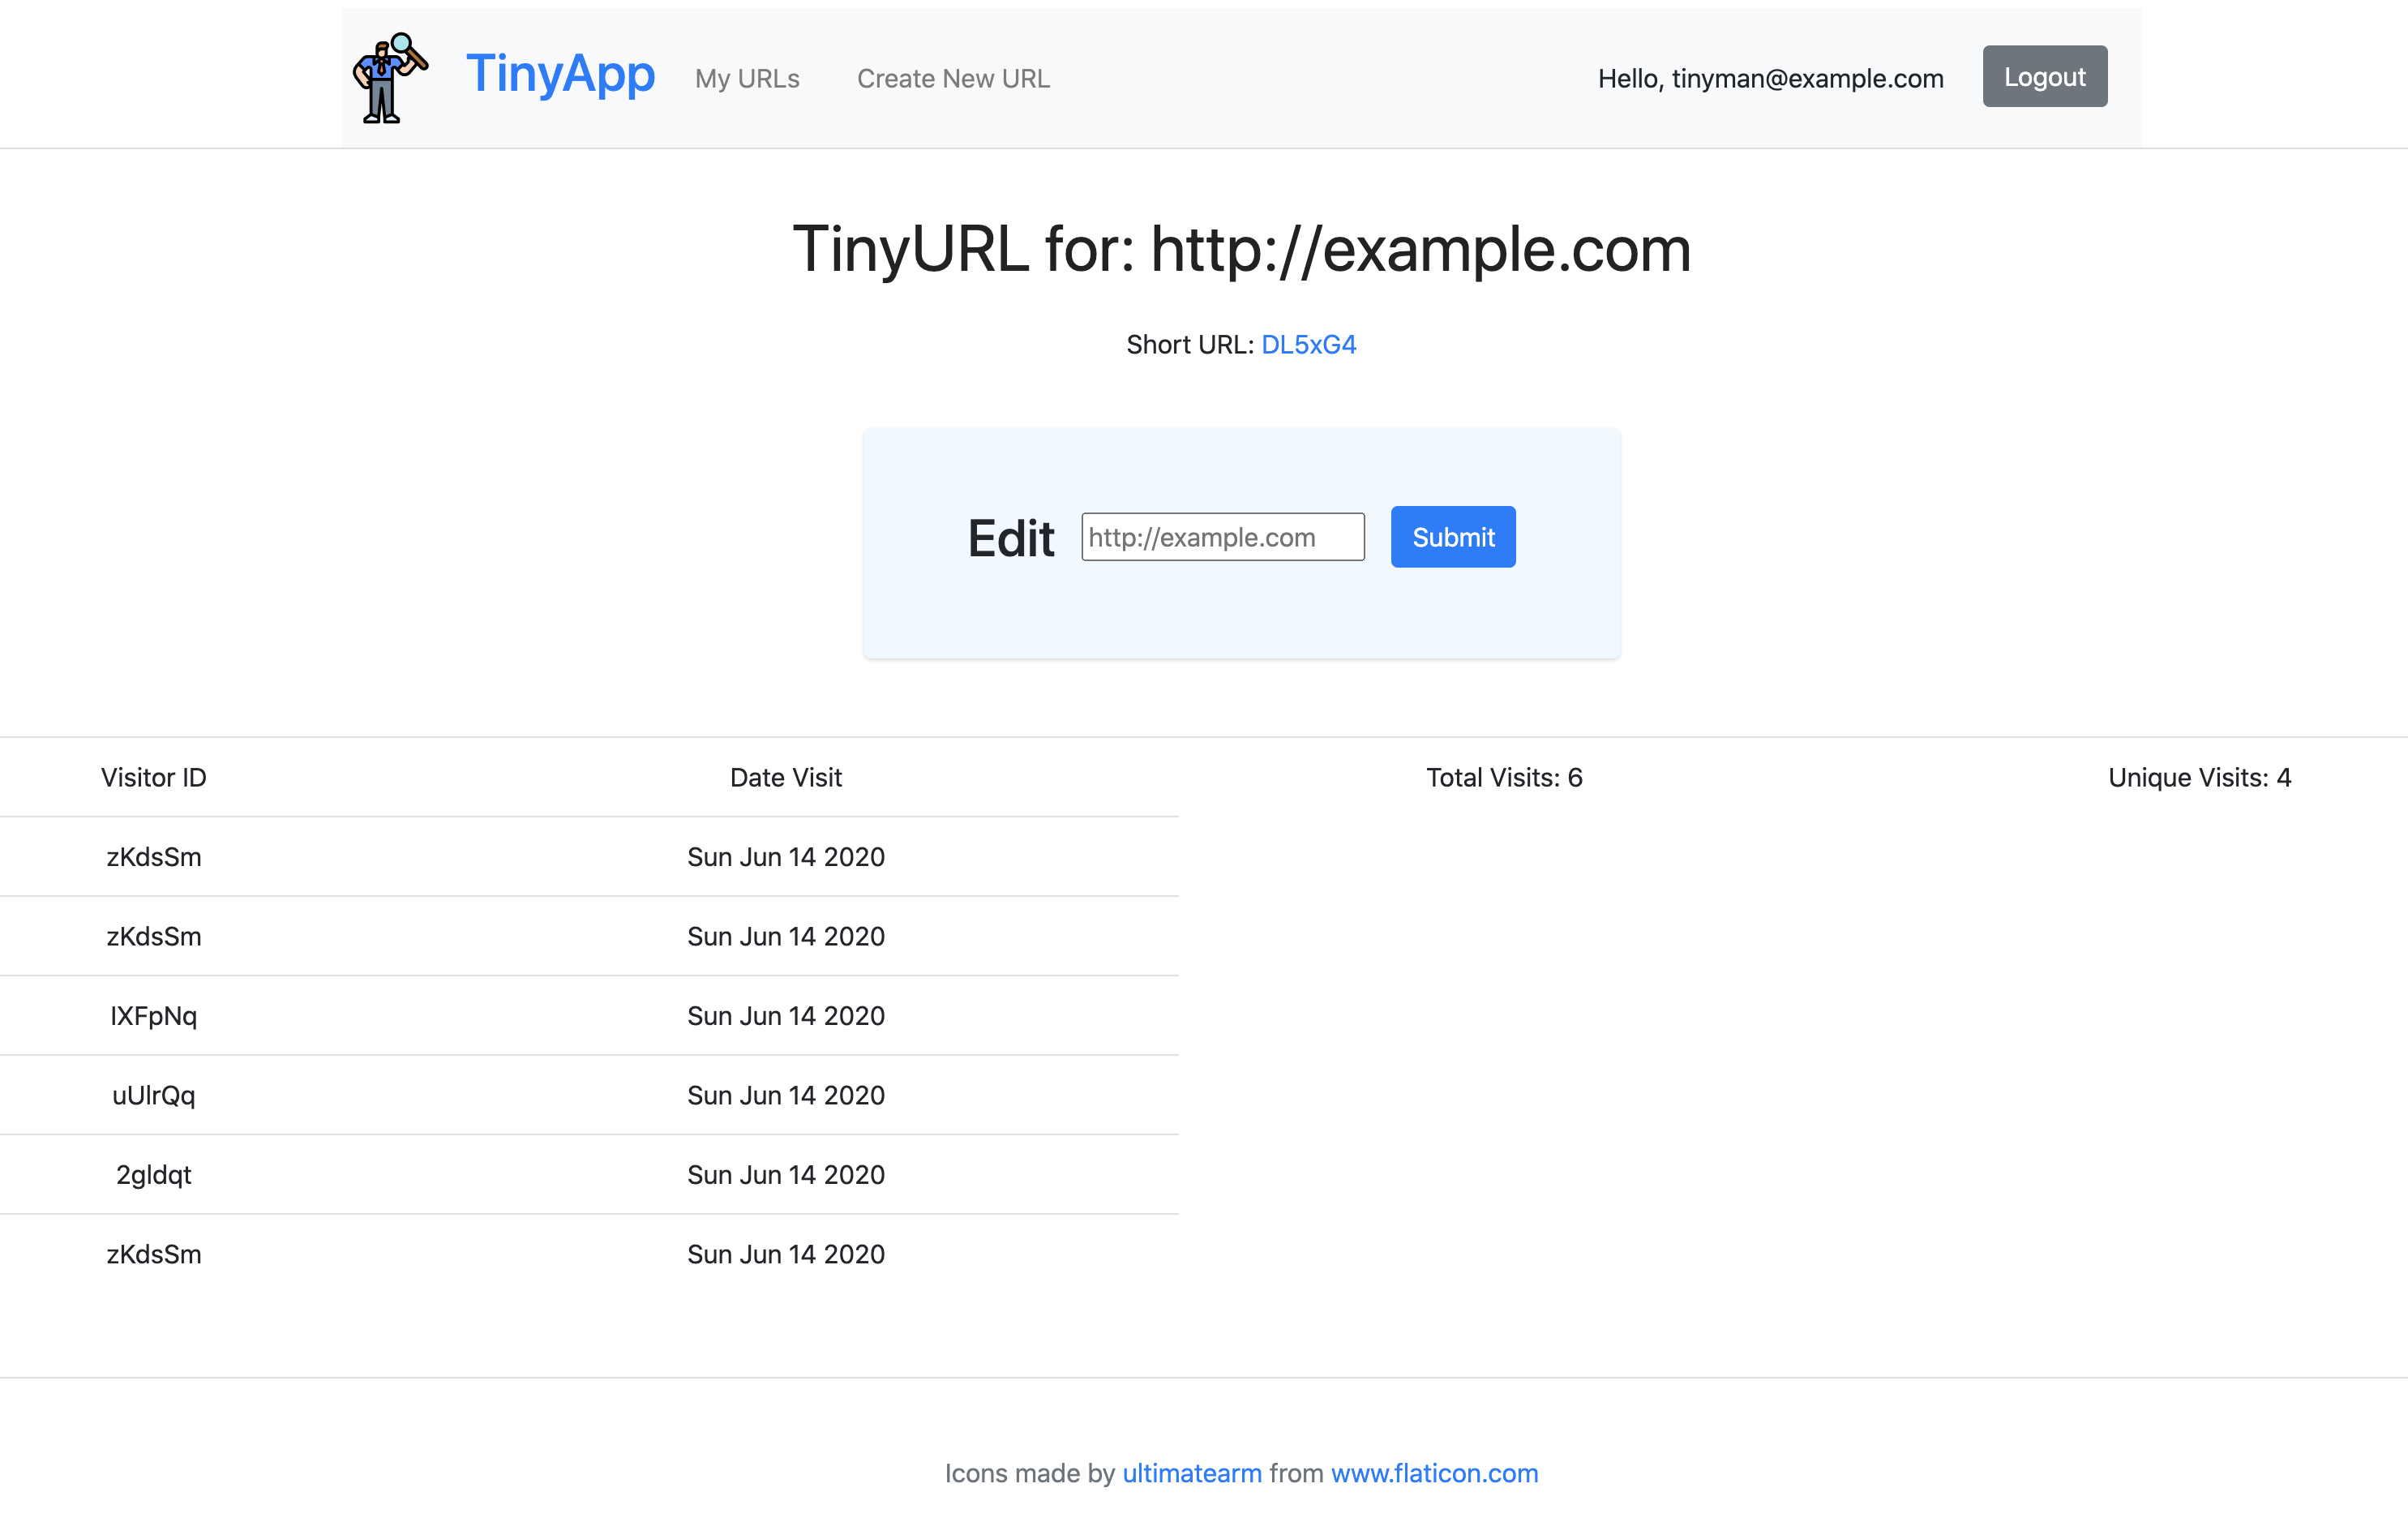 TinyApp My URLs Create New URL Hello, tinyman@example.com Logout
TinyURL for: http://example.com
Short URL: DL5xG4
Edit http://example.com Submit
Visitor ID Date Visit Total Visits: 6 Unique Visits: 4
zKdsSm Sun Jun 14 2020
zKdsSm Sun Jun 14 2020
lXFpNq Sun Jun 14 2020
uUlrQq Sun Jun 14 2020
2gldqt Sun Jun 14 2020
zKdsSm Sun Jun 14 2020
Icons made by ultimatearm from www.flaticon.com